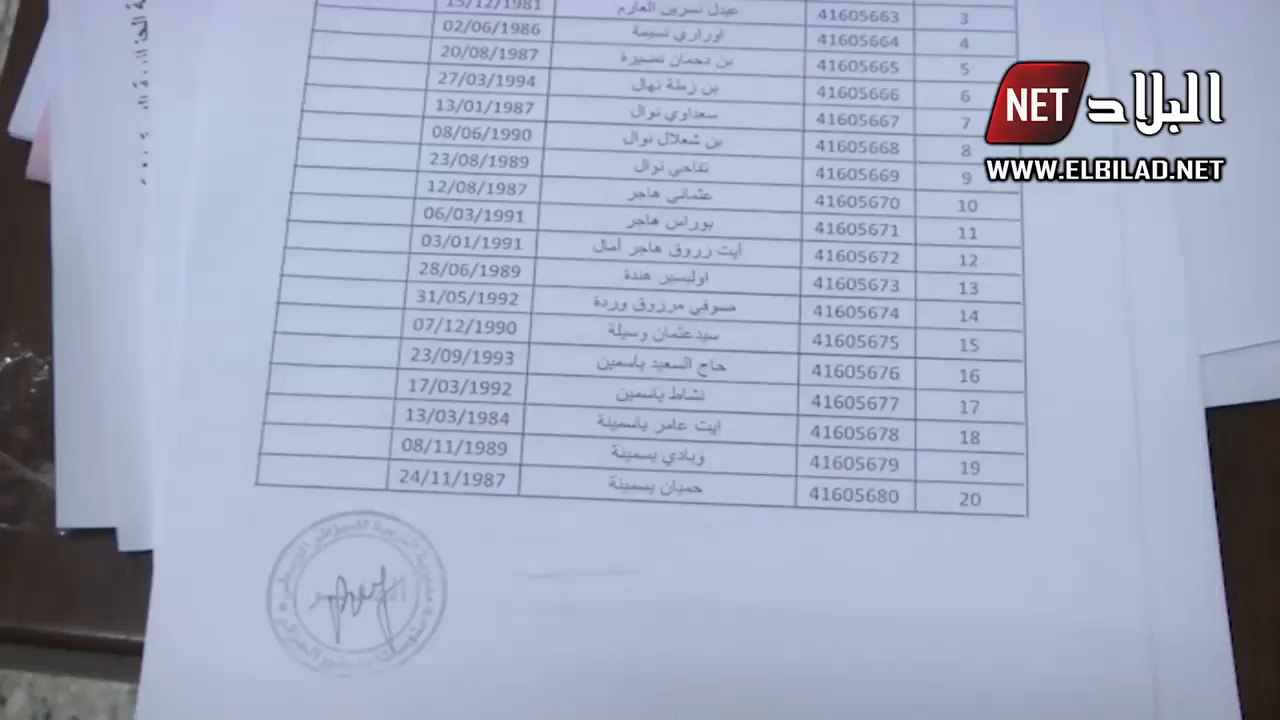 3 41605663 عيدل نسرين العارم 15/12/1981
4 41605664 اوراري نسيمة 02/06/1986
5 41605665 بن دحمان نضيرة 20/08/1987
6 41605666 بن زطة نهال 27/03/1994
7 41605667 سعداوي نوال 13/01/1987
8 41605668 بن شعلال نوال 08/06/1990
9 41605669 تفاحي نوال 23/08/1989
10 41605670 عثماني هاجر 12/08/1987
11 41605671 بوراس هاجر 06/03/1991
12 41605672 آيت زروق هاجر أمال 03/01/1991
13 41605673 اولبسير هندة 28/06/1989
14 41605674 صوفي مرزوق وردة 31/05/1992
15 41605675 سيدعثمان وسيلة 07/12/1990
16 41605676 حاج السعيد ياسمين 23/09/1993
17 41605677 نشاط ياسمين 17/03/1992
18 41605678 ايت عامر ياسمينة 13/03/1984
19 41605679 وبادي يسمينة 08/11/1989
20 41605680 حميان يسمينة 24/11/1987
البلاد NET
WWW.ELBILAD.NET